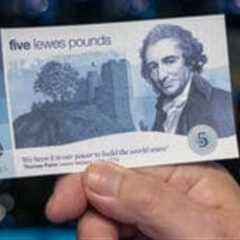 five lewes pounds
'We have it in our power to build the world anew'
Thomas Paine
5